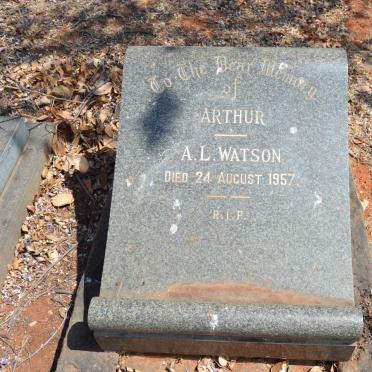 To The Dear Memory
of
ARTHUR
A. L. WATSON
DIED 24 AUGUST 1957.
R.I.P.